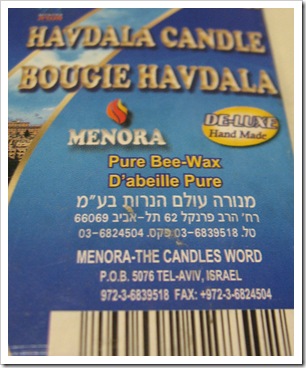 HAVDALA CANDLE
BOUGIE HAVDALA
DE-LUXE
Hand Made
MENORA
Pure Bee-Wax
D'abeille Pure
מנורה עולם הנרות בע"מ
רח' הרב פרנקל 62 תל-אביב 66069
טל. 03-6839518 פקס. 03-6824504
MENORA-THE CANDLES WORD
P.O.B. 5076 TEL-AVIV, ISRAEL
972-3-6839518 FAX: +972-3-6824504